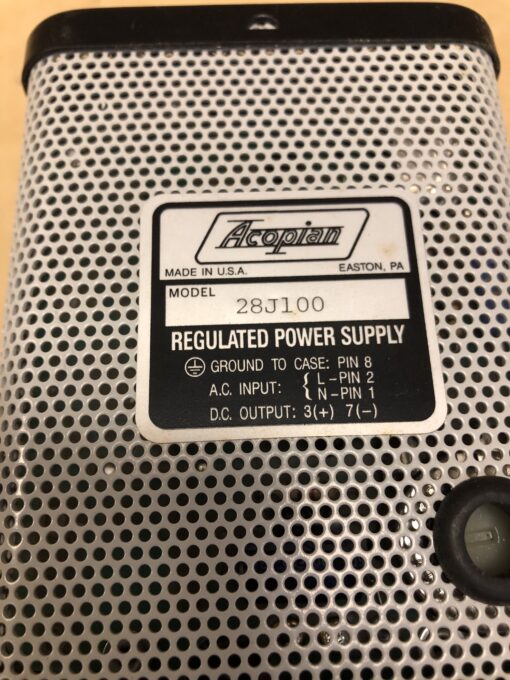 Acopian
MADE IN U.S.A. EASTON, PA
MODEL
28J100
REGULATED POWER SUPPLY
GROUND TO CASE: PIN 8
A.C. INPUT: { L-PIN 2
N-PIN 1
D.C. OUTPUT: 3(+) 7(-)